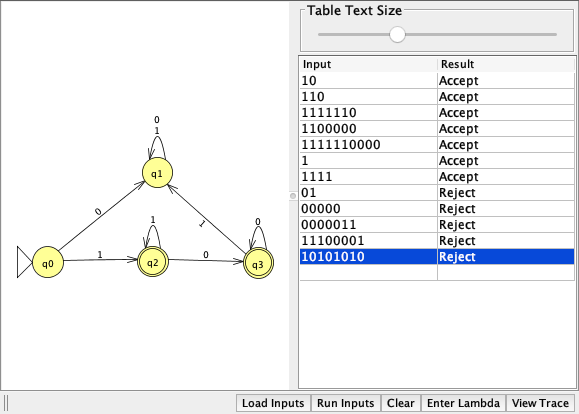 Table Text Size
Input Result
10 Accept
110 Accept
1111110 Accept
1100000 Accept
1111110000 Accept
1 Accept
1111 Accept
01 Reject
00000 Reject
0000011 Reject
11100001 Reject
10101010 Reject
0
1
q1
0
1
1
0
q0
1
q2
0
q3
Load Inputs Run Inputs Clear Enter Lambda View Trace